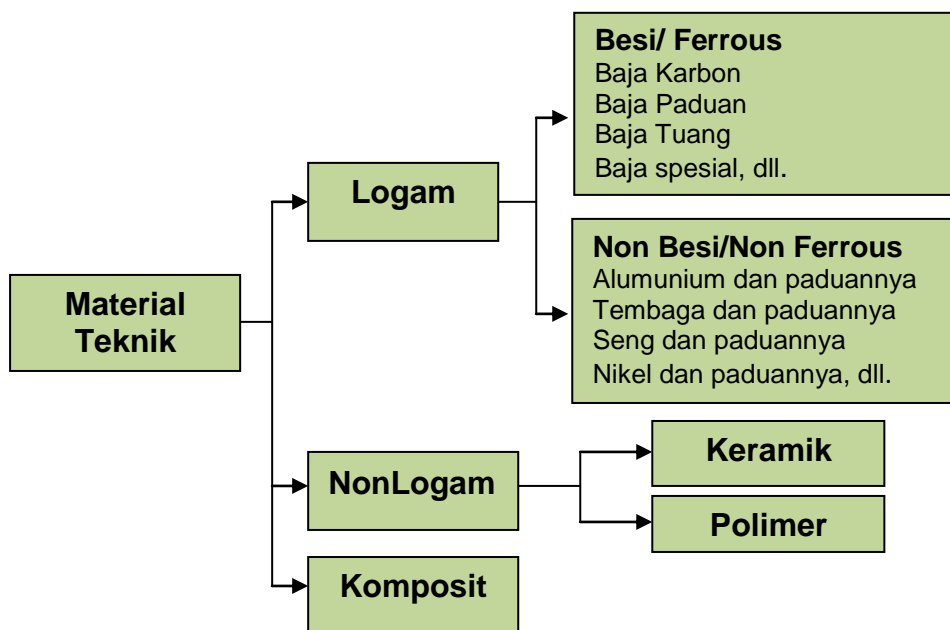 Material
Teknik
Logam
Besi/ Ferrous
Baja Karbon
Baja Paduan
Baja Tuang
Baja spesial, dll.
Non Besi/Non Ferrous
Alumunium dan paduannya
Tembaga dan paduannya
Seng dan paduannya
Nikel dan paduannya, dll.
NonLogam
Keramik
Polimer
Komposit